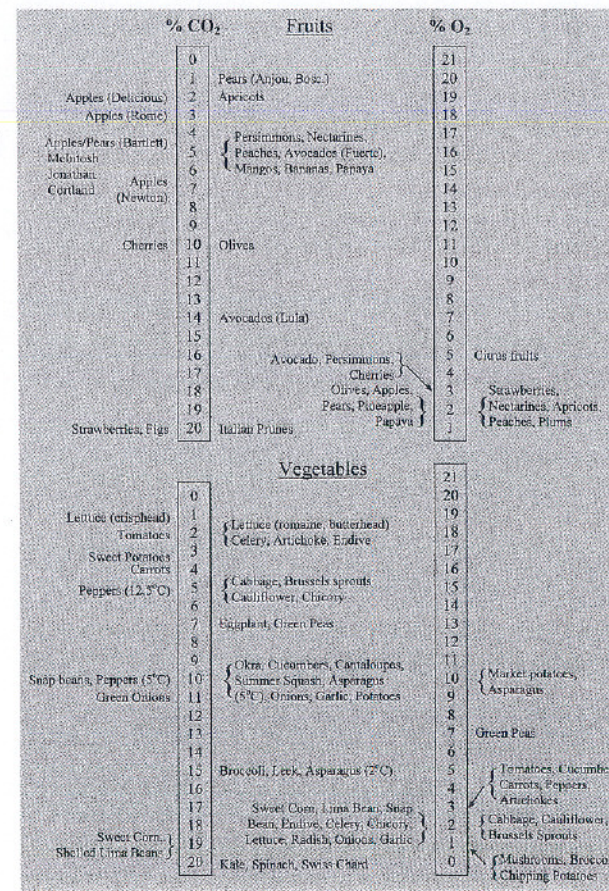 % CO₂ Fruits % O₂
0 21
1 Pears (Anjou, Bosc.) 20
Apples (Delicious) 2 Apricots 19
Apples (Rome) 3 18
4 17
Apples/Pears (Bartlett) 5 16
McIntosh 6 15
Jonathan 7 14
Cortland 8 13
Apples
(Newton)
{ Persimmons, Nectarines,
Peaches, Avocados (Fuerte),
Mangos, Bananas, Papaya
9 12
Cherries 10 Olives 11
11 10
12 9
13 8
14 Avocados (Lula) 7
15 6
16 5 Citrus fruits
17 4
18 3
19 2
Strawberries, Figs 20 Italian Prunes 1
Avocado, Persimmons, }
Cherries
Olives, Apples,
Pears, Pineapple, }
Papaya
Strawberries,
{ Nectarines, Apricots,
Peaches, Plums
Vegetables
21
0 20
Lettuce (crisphead) 1 19
Tomatoes 2 { Lettuce (romaine, butterhead) 18
Celery, Artichoke, Endive
Sweet Potatoes 3 17
Carrots 4 16
Peppers (12.5°C) 5 { Cabbage, Brussels sprouts 15
6 Cauliflower, Chicory 14
7 Eggplant, Green Peas 13
8 12
9 11
Snap beans, Peppers (5°C) 10 10
Green Onions 11 9
{ Okra, Cucumbers, Cantaloupes,
Summer Squash, Asparagus
(5°C), Onions, Garlic, Potatoes
{ Market potatoes,
Asparagus
12 8
13 7 Green Peas
14 6
15 Broccoli, Leek, Asparagus (2°C) 5
16 4
17 3
18 2
19 1
20 Kale, Spinach, Swiss Chard 0
Sweet Corn, }
Shelled Lima Beans
Sweet Corn, Lima Bean, Snap
Bean, Endive, Celery, Chicory, }
Lettuce, Radish, Onions, Garlic
{ Tomatoes, Cucumbe
Carrots, Peppers
Artichokes
{ Cabbage, Cauliflower,
Brussels Sprouts
{ Mushrooms, Brocco
Chipping Potatoes